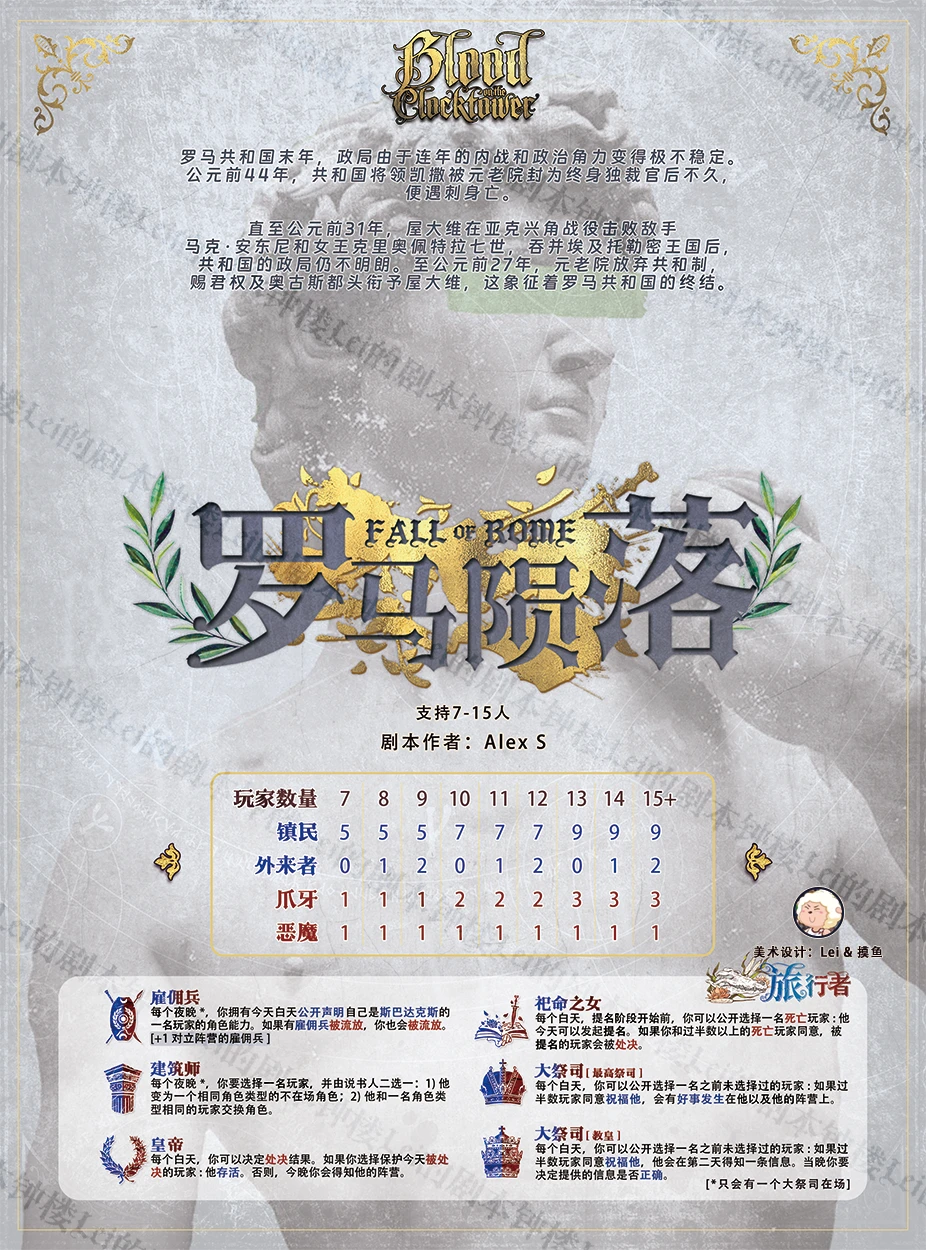 Blood
on the
Clocktower
罗马共和国末年，政局由于连年的内战和政治角力变得极不稳定。
公元前44年，共和国将领凯撒被元老院封为终身独裁官后不久，
便遇刺身亡。
直至公元前31年，屋大维在亚克兴角战役击败敌手
马克·安东尼和女王克里奥佩特拉七世，吞并埃及托勒密王国后，
共和国的政局仍不明朗。至公元前27年，元老院放弃共和制，
赐君权及奥古斯都头衔予屋大维，这象征着罗马共和国的终结。
FALL OF ROME
罗马陨落
支持7-15人
剧本作者：Alex S
玩家数量 7 8 9 10 11 12 13 14 15+
镇民 5 5 5 7 7 7 9 9 9
外来者 0 1 2 0 1 2 0 1 2
爪牙 1 1 1 2 2 2 3 3 3
恶魔 1 1 1 1 1 1 1 1 1
美术设计：Lei & 摸鱼
旅行者
雇佣兵
每个夜晚*，你拥有今天白天公开声明自己是斯巴达克斯的
一名玩家的角色能力。如果有雇佣兵被流放，你也会被流放。
[+1 对立阵营的雇佣兵]
建筑师
每个夜晚*，你要选择一名玩家，并由说书人二选一：1) 他
变为一个相同角色类型的不在场角色；2) 他和一名角色类
型相同的玩家交换角色。
皇帝
每个白天，你可以决定处决结果。如果你选择保护今天被处
决的玩家：他存活。否则，今晚你会得知他的阵营。
祀命之女
每个白天，提名阶段开始前，你可以公开选择一名死亡玩家：他
今天可以发起提名。如果你和过半数以上的死亡玩家同意，被
提名的玩家会被处决。
大祭司[最高祭司]
每个白天，你可以公开选择一名之前未选择过的玩家：如果过
半数玩家同意祝福他，会有好事发生在他以及他的阵营上。
大祭司[教皇]
每个白天，你可以公开选择一名之前未选择过的玩家：如果过
半数玩家同意祝福他，他会在第二天得知一条信息。当晚你要
决定提供的信息是否正确。
[*只会有一个大祭司在场]
钟楼Lei的剧本